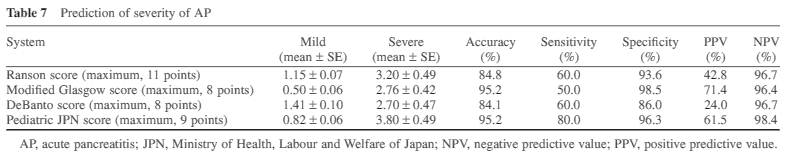 Table 7 Prediction of severity of AP
System Mild (mean ± SE) Severe (mean ± SE) Accuracy (%) Sensitivity (%) Specificity (%) PPV (%) NPV (%)
Ranson score (maximum, 11 points) 1.15 ± 0.07 3.20 ± 0.49 84.8 60.0 93.6 42.8 96.7
Modified Glasgow score (maximum, 8 points) 0.50 ± 0.06 2.76 ± 0.42 95.2 50.0 98.5 71.4 96.4
DeBanto score (maximum, 8 points) 1.41 ± 0.10 2.70 ± 0.47 84.1 60.0 86.0 24.0 96.7
Pediatric JPN score (maximum, 9 points) 0.82 ± 0.06 3.80 ± 0.49 95.2 80.0 96.3 61.5 98.4
AP, acute pancreatitis; JPN, Ministry of Health, Labour and Welfare of Japan; NPV, negative predictive value; PPV, positive predictive value.